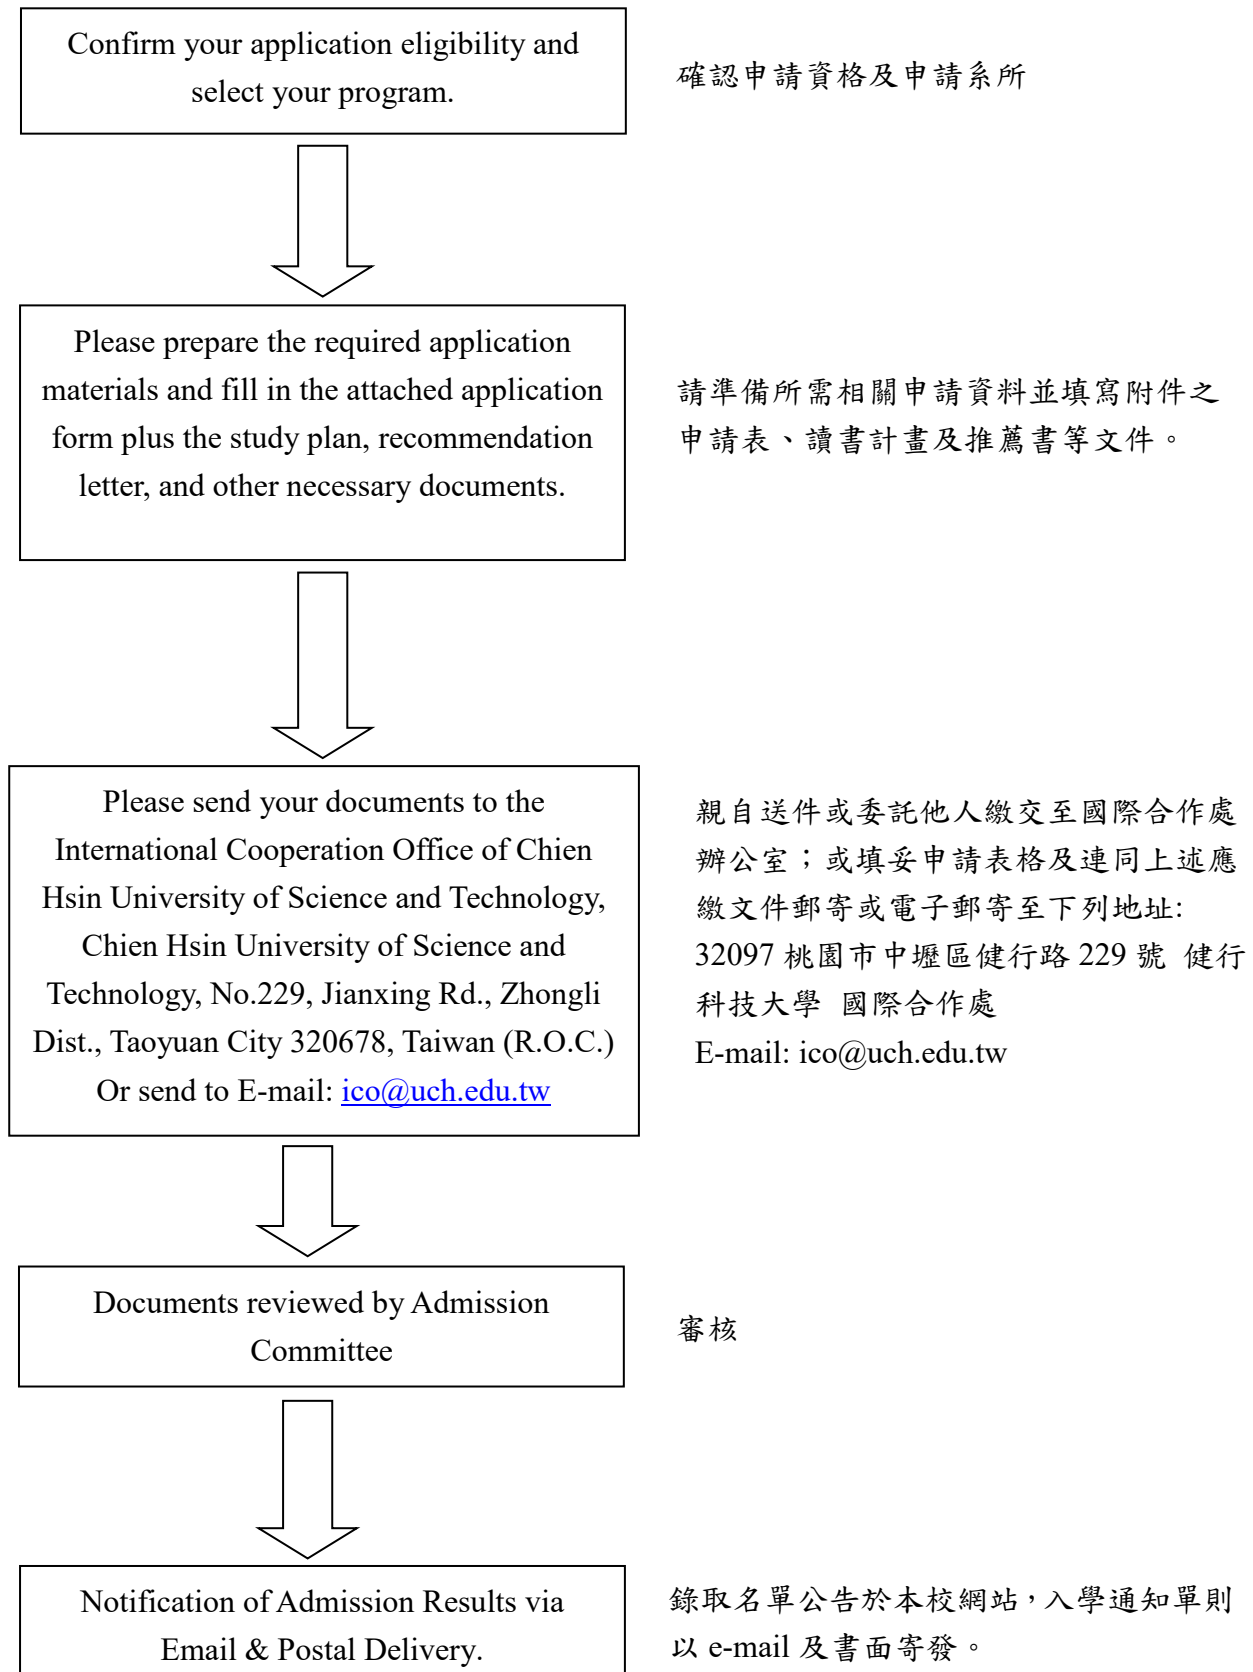 Confirm your application eligibility and
select your program.
確認申請資格及申請系所
Please prepare the required application
materials and fill in the attached application
form plus the study plan, recommendation
letter, and other necessary documents.
請準備所需相關申請資料並填寫附件之
申請表、讀書計畫及推薦書等文件。
Please send your documents to the
International Cooperation Office of Chien
Hsin University of Science and Technology,
Chien Hsin University of Science and
Technology, No.229, Jianxing Rd., Zhongli
Dist., Taoyuan City 320678, Taiwan (R.O.C.)
Or send to E-mail: ico@uch.edu.tw
親自送件或委託他人繳交至國際合作處
辦公室；或填妥申請表格及連同上述應
繳文件郵寄或電子郵寄至下列地址:
32097 桃園市中壢區健行路 229 號 健行
科技大學 國際合作處
E-mail: ico@uch.edu.tw
Documents reviewed by Admission
Committee
審核
Notification of Admission Results via
Email & Postal Delivery.
錄取名單公告於本校網站，入學通知單則
以 e-mail 及書面寄發。